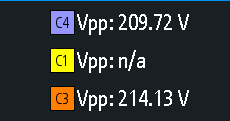 C4 Vpp: 209.72 V
C1 Vpp: n/a
C3 Vpp: 214.13 V